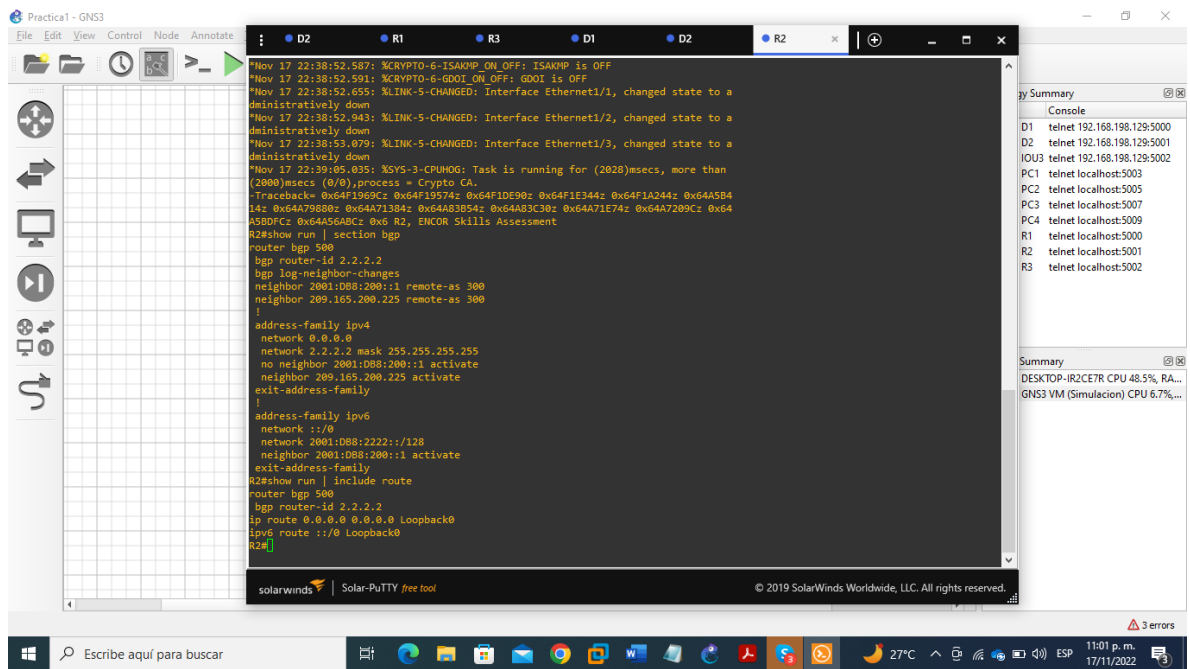 Practica1 - GNS3
File Edit View Control Node Annotate
D2 R1 R3 D1 D2 R2
*Nov 17 22:38:52.587: %CRYPTO-6-ISAKMP_ON_OFF: ISAKMP is OFF
*Nov 17 22:38:52.591: %CRYPTO-6-GDOI_ON_OFF: GDOI is OFF
*Nov 17 22:38:52.655: %LINK-5-CHANGED: Interface Ethernet1/1, changed state to a
dministratively down
*Nov 17 22:38:52.943: %LINK-5-CHANGED: Interface Ethernet1/2, changed state to a
dministratively down
*Nov 17 22:38:53.079: %LINK-5-CHANGED: Interface Ethernet1/3, changed state to a
dministratively down
*Nov 17 22:39:05.035: %SYS-3-CPUHOG: Task is running for (2028)msecs, more than
(2000)msecs (0/0),process = Crypto CA.
-Traceback= 0x64F1969Cz 0x64F19574z 0x64F1DE90z 0x64F1E344z 0x64F1A244z 0x64A5B4
14z 0x64A79880z 0x64A71384z 0x64A83B54z 0x64A83C30z 0x64A71E74z 0x64A7209Cz 0x64
A5BDFCz 0x64A56ABCz 0x6 R2, ENCOR Skills Assessment
R2#show run | section bgp
router bgp 500
bgp router-id 2.2.2.2
bgp log-neighbor-changes
neighbor 2001:DB8:200::1 remote-as 300
neighbor 209.165.200.225 remote-as 300
!
address-family ipv4
network 0.0.0.0
network 2.2.2.2 mask 255.255.255.255
no neighbor 2001:DB8:200::1 activate
neighbor 209.165.200.225 activate
exit-address-family
!
address-family ipv6
network ::/0
network 2001:DB8:2222::/128
neighbor 2001:DB8:200::1 activate
exit-address-family
R2#show run | include route
router bgp 500
bgp router-id 2.2.2.2
ip route 0.0.0.0 0.0.0.0 Loopback0
ipv6 route ::/0 Loopback0
R2#
solarwinds Solar-PuTTY free tool © 2019 SolarWinds Worldwide, LLC. All rights reserved.
gy Summary
Console
D1 telnet 192.168.198.129:5000
D2 telnet 192.168.198.129:5001
IOU3 telnet 192.168.198.129:5002
PC1 telnet localhost:5003
PC2 telnet localhost:5005
PC3 telnet localhost:5007
PC4 telnet localhost:5009
R1 telnet localhost:5000
R2 telnet localhost:5001
R3 telnet localhost:5002
Summary
DESKTOP-IR2CE7R CPU 48.5%, RA...
GNS3 VM (Simulacion) CPU 6.7%,...
3 errors
Escribe aquí para buscar
27°C ESP 11:01 p. m.
17/11/2022